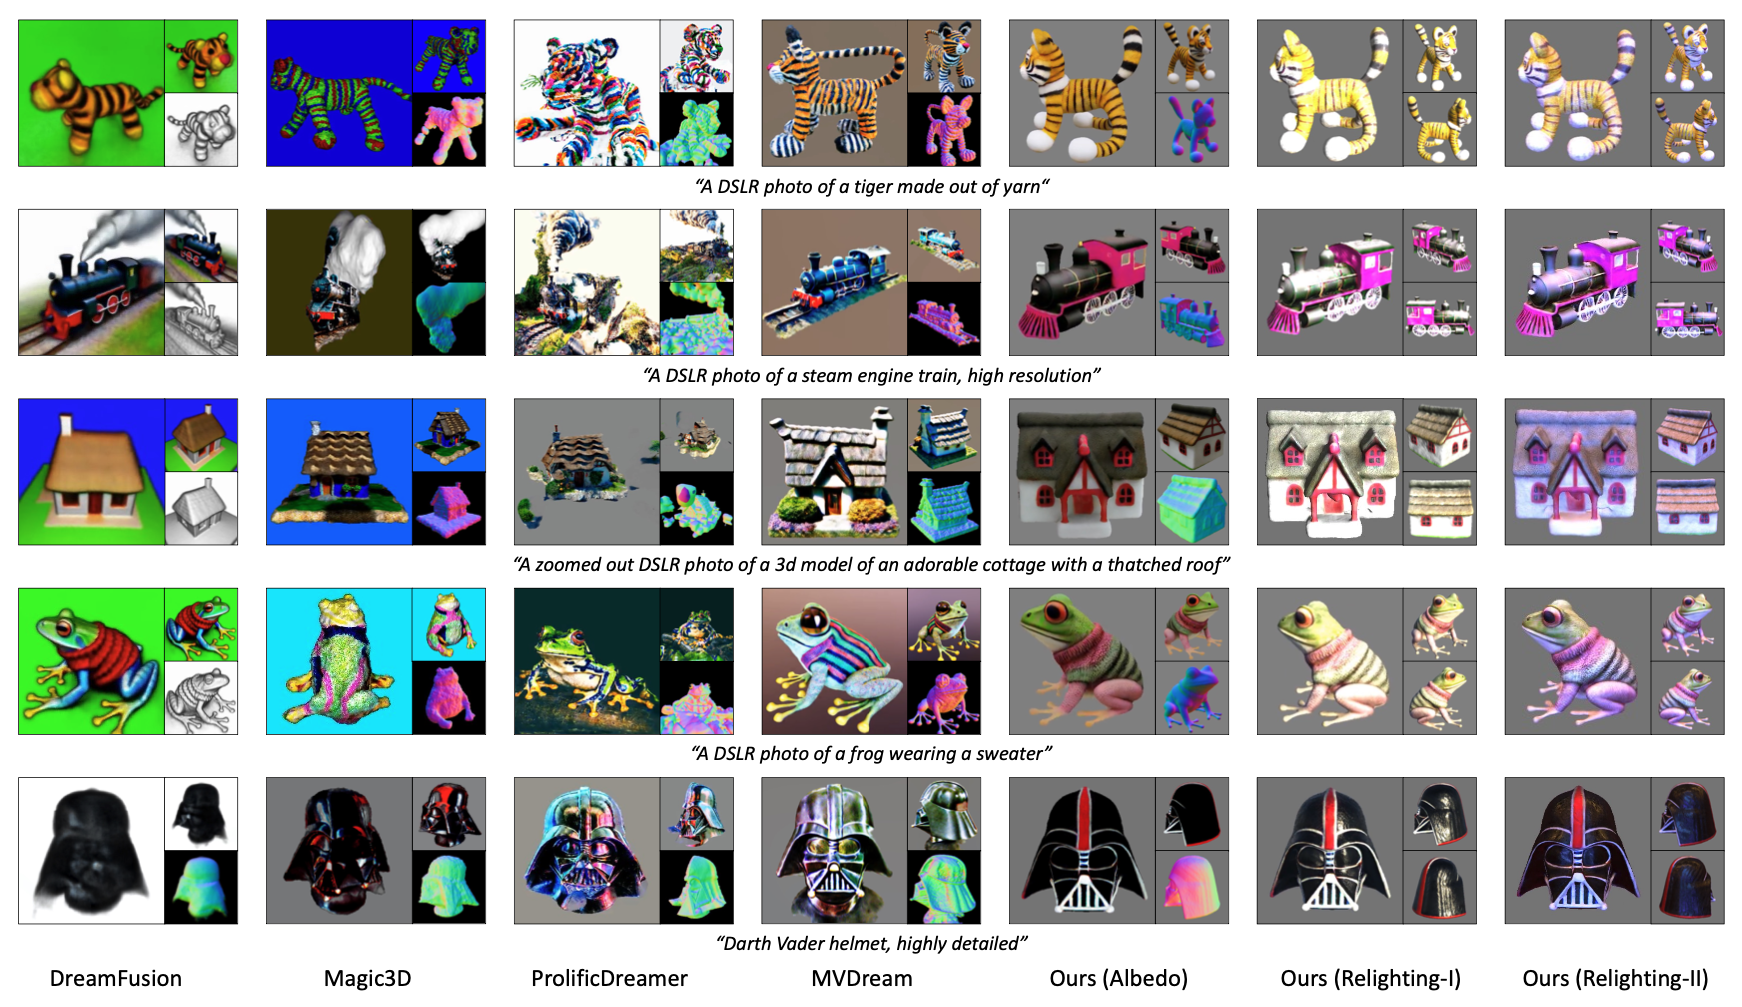 “A DSLR photo of a tiger made out of yarn“
“A DSLR photo of a steam engine train, high resolution”
“A zoomed out DSLR photo of a 3d model of an adorable cottage with a thatched roof”
“A DSLR photo of a frog wearing a sweater”
“Darth Vader helmet, highly detailed”
DreamFusion Magic3D ProlificDreamer MVDream Ours (Albedo) Ours (Relighting-I) Ours (Relighting-II)